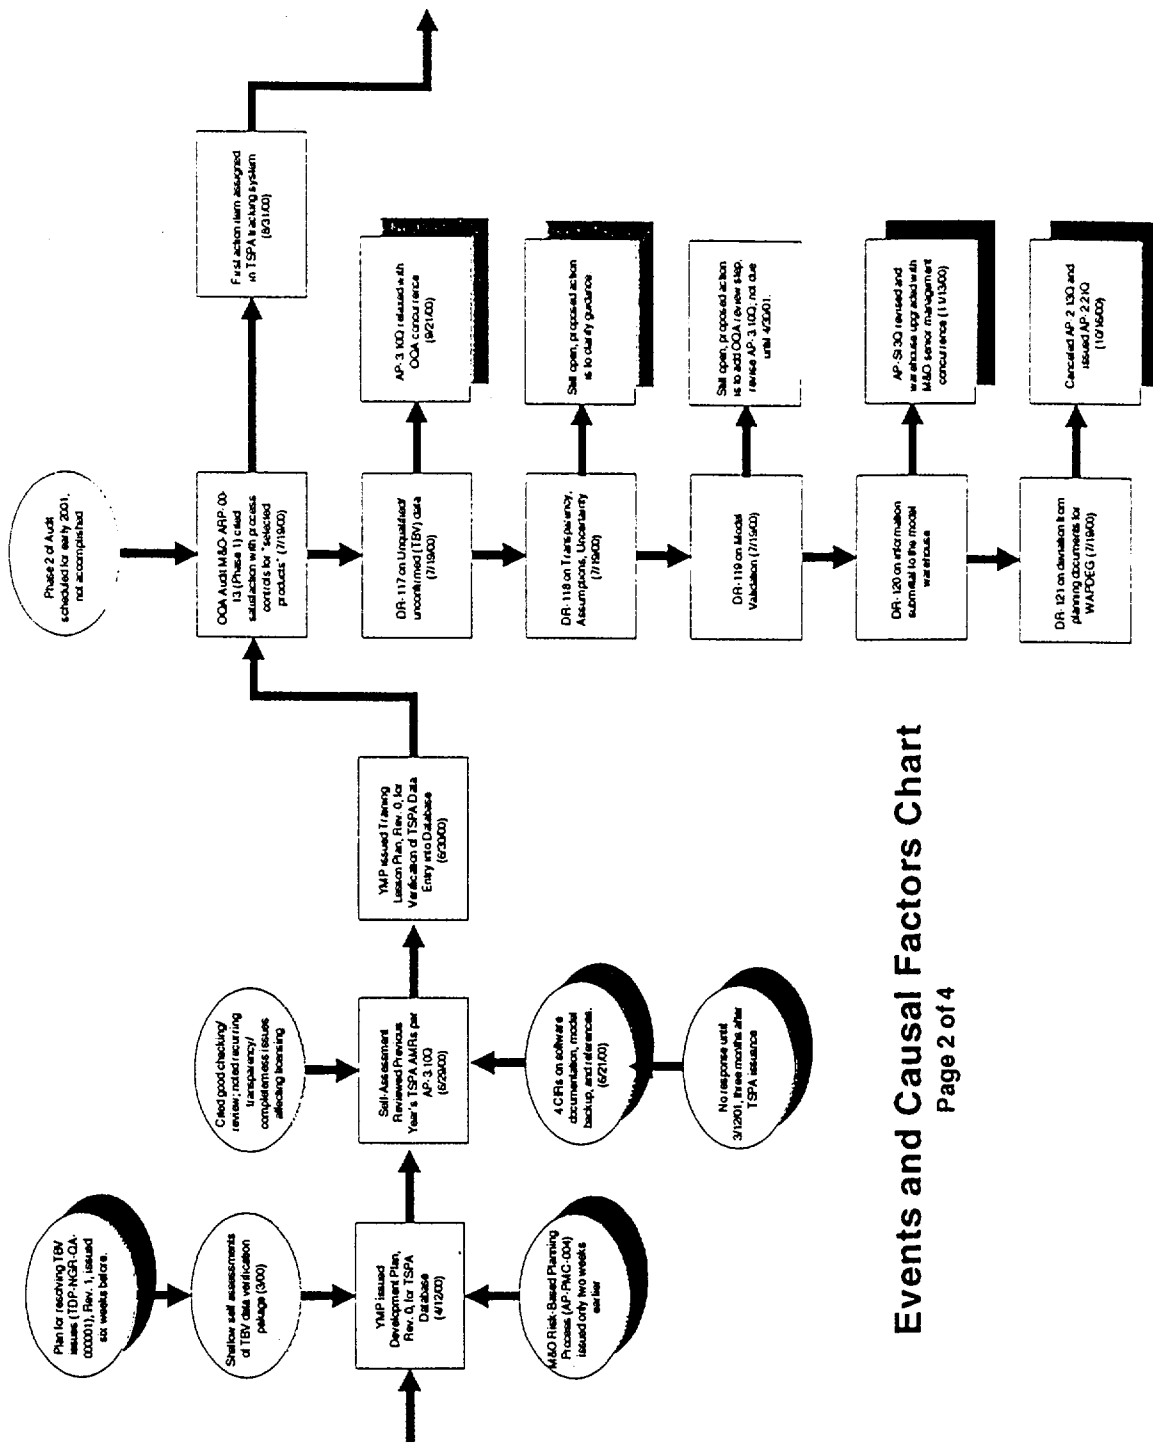 Plan for resolving TBV
issues (TDP-NGR-QA-
000001), Rev. 1, issued
six weeks before.
Shallow self assessments
of TBV data verification
pakage (3/00)
YMP issued
Development Plan,
Rev. 0, for TSPA
Database
(4/12/00)
M&O Risk-Based Planning
Process (AP-PMC-004)
issued only two weeks
earlier
Cited good checking/
review; noted recurring
transparency/
completeness issues
affecting licensing
Self-Assessment
Reviewed Previous
Year's TSPA AMRs per
AP-3.10Q
(6/29/00)
4 CIRs on software
documentation, model
backup, and references.
(6/21/00)
No response until
3/12/01, three months after
TSPA issuance
YMP issued Training
Lesson Plan, Rev. 0, for
Verification of TSPA Data
Entry into Database
(6/30/00)
Phase 2 of Audit
scheduled for early 2001,
not accomplished
OQA Audit M&O-ARP-00-
13 (Phase 1) cited
satisfaction with process
controls for "selected
products" (7/19/00)
First action item assigned
in TSPA tracking system
(8/31/00)
DR-117 on Unqualified/
unconfirmed (TBV) data
(7/19/00)
AP-3.10Q relaxed with
OQA concurrence
(9/21/00)
DR-118 on Transparency,
Assumptions, Uncertainty
(7/19/00)
Still open, proposed action
is to clarify guidance
DR-119 on Model
Validation (7/19/00)
Still open, proposed action
is to add OQA review step,
revise AP-3.10Q; not due
until 4/30/01.
DR-120 on information
submittal to the model
warehouse
AP-SI3Q revised and
warehouse upgraded with
M&O senior management
concurrence (11/13/00)
DR-121 on deviation from
planning documents for
WAPDEG (7/19/00)
Canceled AP-2.13Q and
issued AP-2.21Q
(10/16/00)
Events and Causal Factors Chart
Page 2 of 4